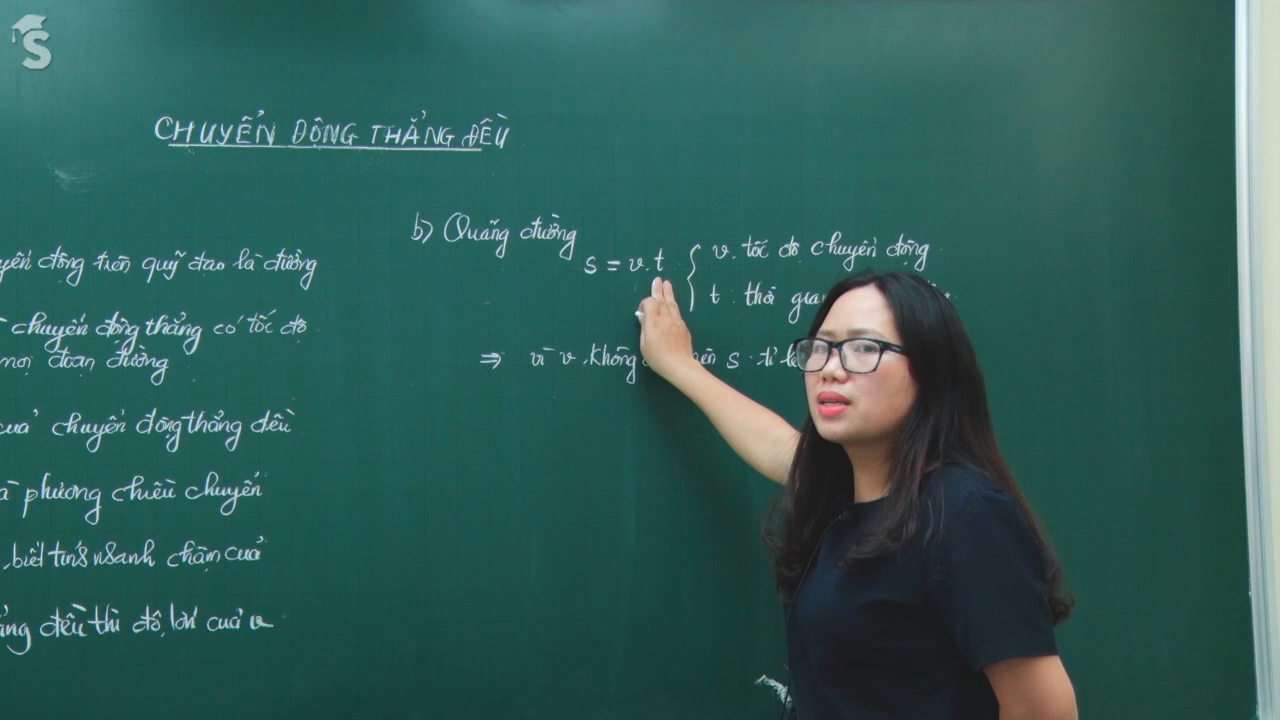 S
CHUYỂN ĐỘNG THẲNG ĐỀU
yển động trên quỹ đạo là đường
chuyển động thẳng có tốc độ
mọi đoạn đường
của chuyển động thẳng đều
à phương chiều chuyển
biết tính nhanh chậm của
ẳng đều thì độ lớn của v
b) Quãng đường
s = v.t { v. tốc độ chuyển động
t : thời gian
⇒ vì v không nên s tỉ lệ